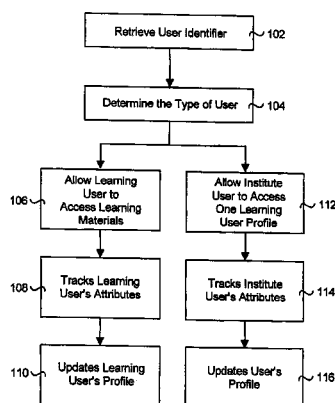 Retrieve User Identifier
102
Determine the Type of User
104
106
Allow Learning
User to
Access Learning
Materials
Allow Institute
User to Access
One Learning
User Profile
112
108
Tracks Learning
User's Attributes
Tracks Institute
User's Attributes
114
110
Updates Learning
User's Profile
Updates User's
Profile
116